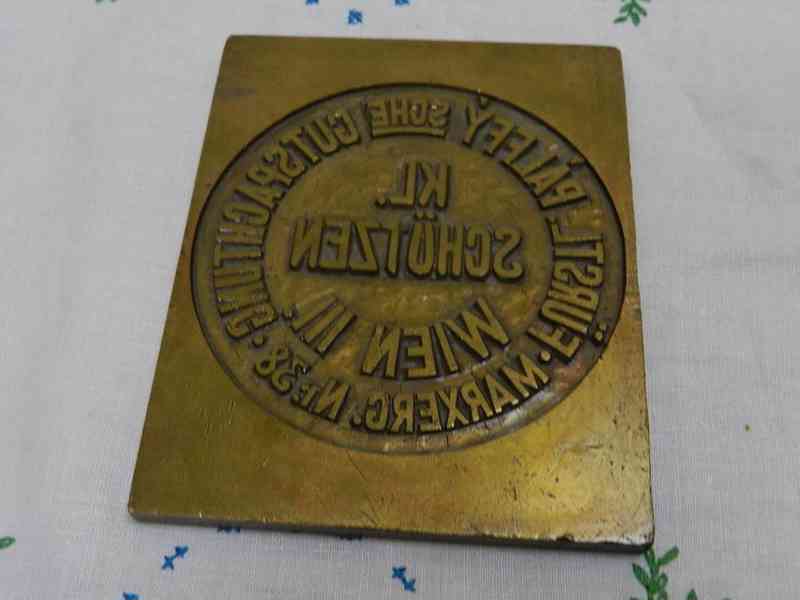 FÜRSTL. PÁLFFY SCHE GUTSPACHTUNG
KL.
SCHÜTZEN
WIEN III.
• MARXERG. Nr. 38. •